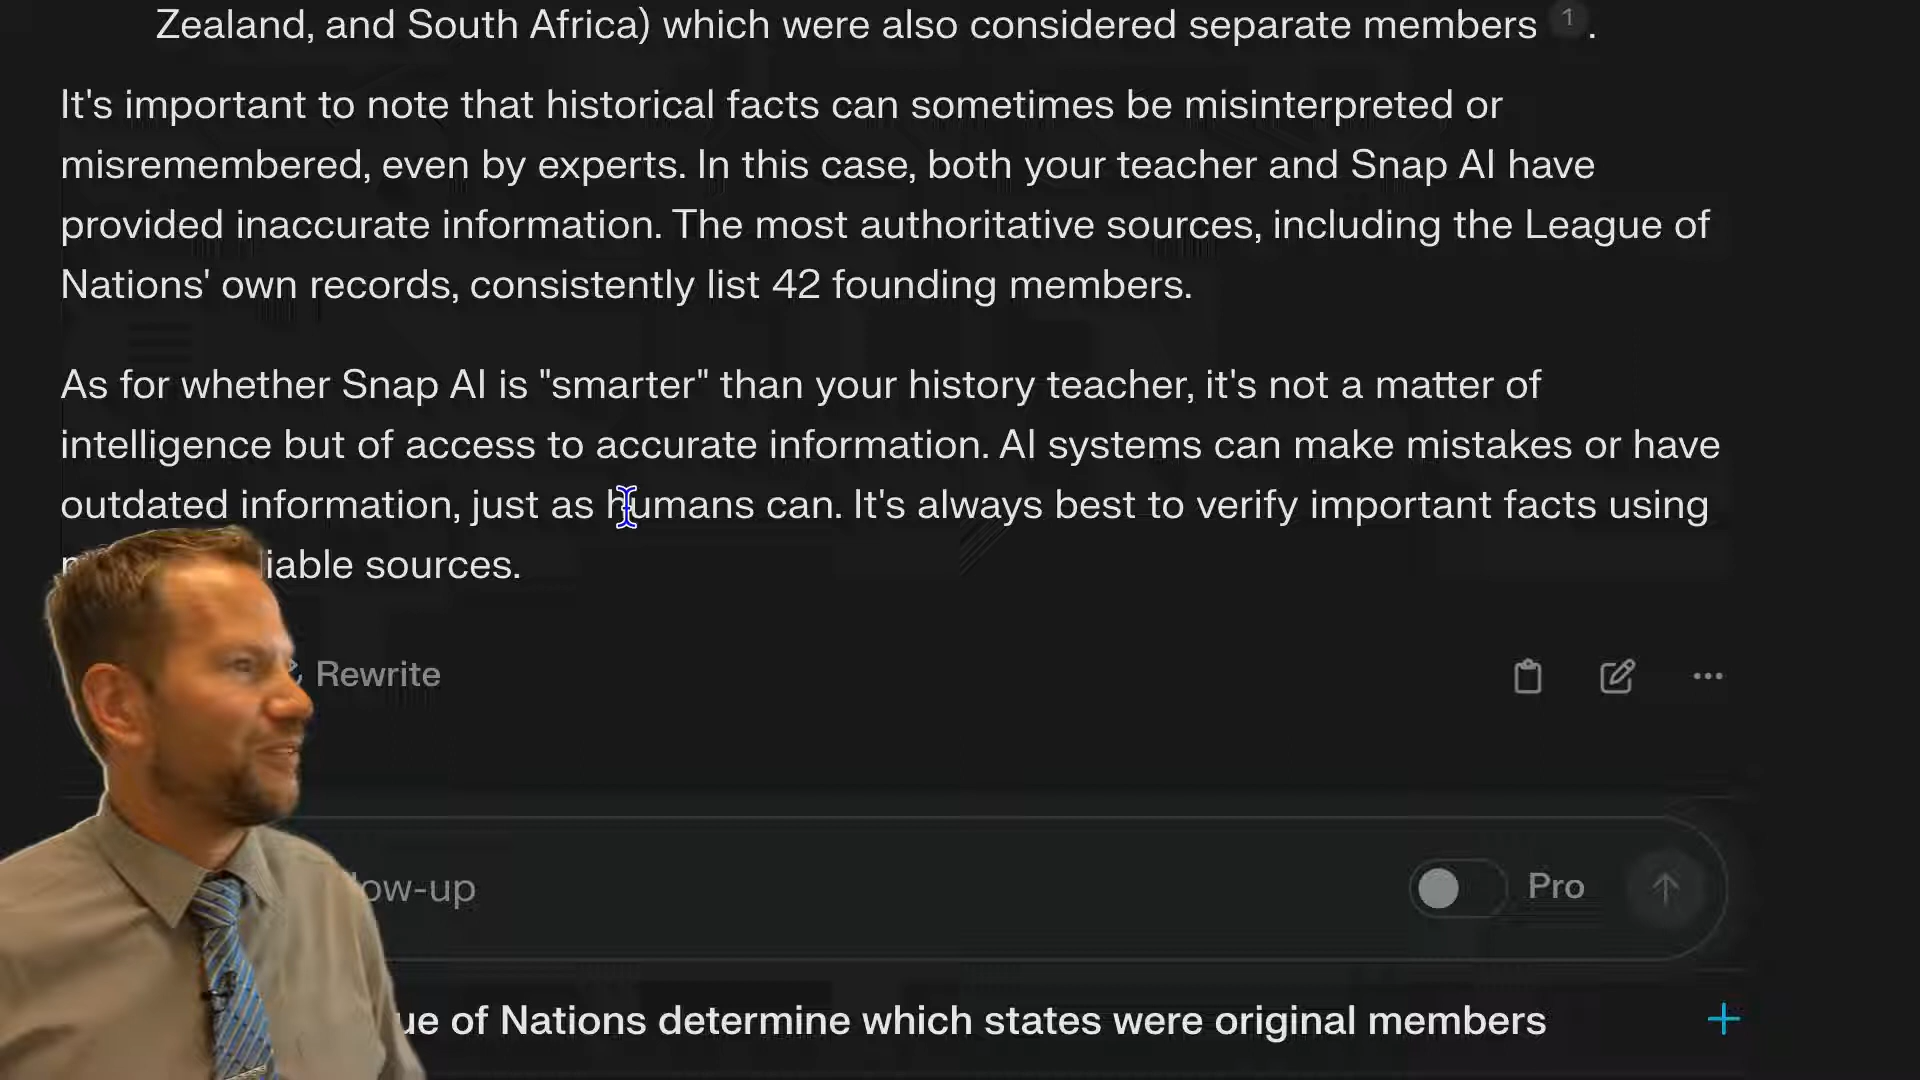 Zealand, and South Africa) which were also considered separate members 1.
It's important to note that historical facts can sometimes be misinterpreted or
misremembered, even by experts. In this case, both your teacher and Snap AI have
provided inaccurate information. The most authoritative sources, including the League of
Nations' own records, consistently list 42 founding members.
As for whether Snap AI is "smarter" than your history teacher, it's not a matter of
intelligence but of access to accurate information. AI systems can make mistakes or have
outdated information, just as humans can. It's always best to verify important facts using
sources.
Rewrite
Pro
of Nations determine which states were original members